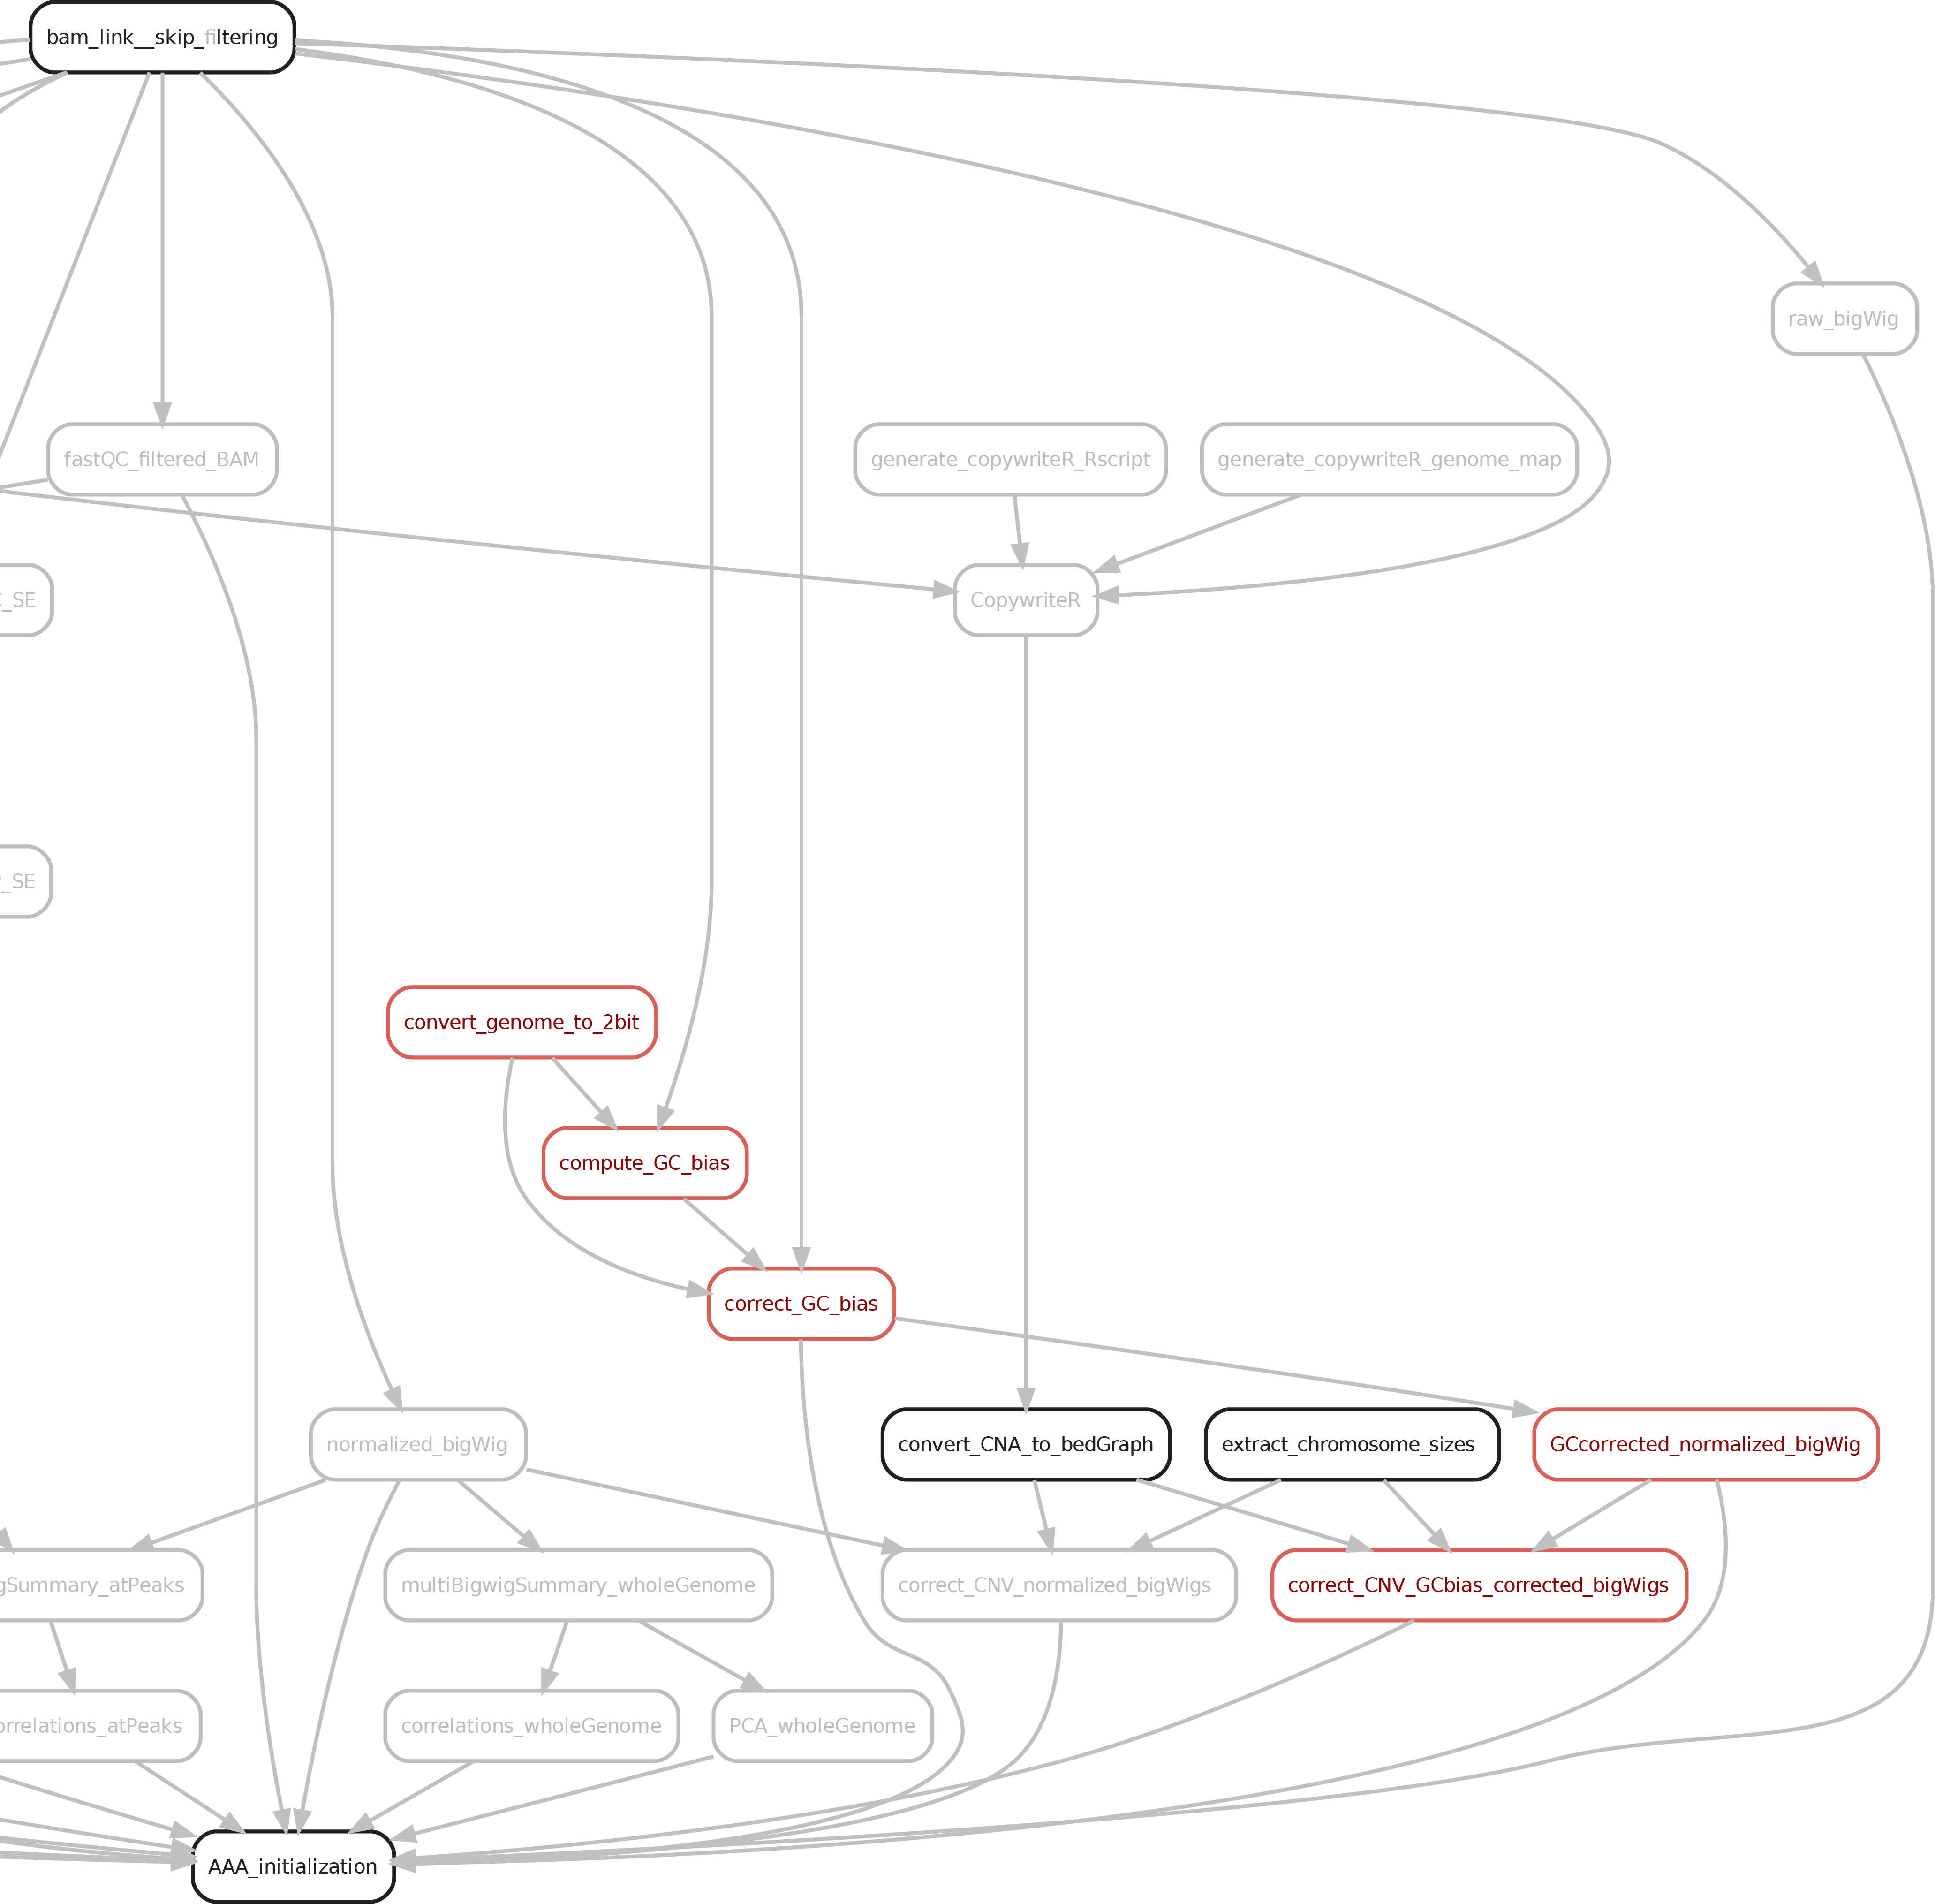 bam_link__skip_filtering
raw_bigWig
fastQC_filtered_BAM
generate_copywriteR_Rscript
generate_copywriteR_genome_map
_SE
CopywriteR
_SE
convert_genome_to_2bit
compute_GC_bias
correct_GC_bias
normalized_bigWig
convert_CNA_to_bedGraph
extract_chromosome_sizes
GCcorrected_normalized_bigWig
gSummary_atPeaks
multiBigwigSummary_wholeGenome
correct_CNV_normalized_bigWigs
correct_CNV_GCbias_corrected_bigWigs
orrelations_atPeaks
correlations_wholeGenome
PCA_wholeGenome
AAA_initialization